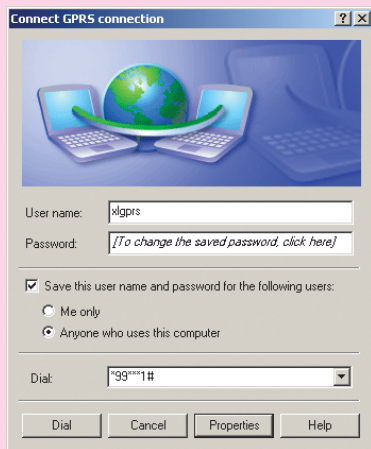 Connect GPRS connection
User name: xlgprs
Password: [To change the saved password, click here]
Save this user name and password for the following users:
Me only
Anyone who uses this computer
Dial: *99***1#
Dial Cancel Properties Help